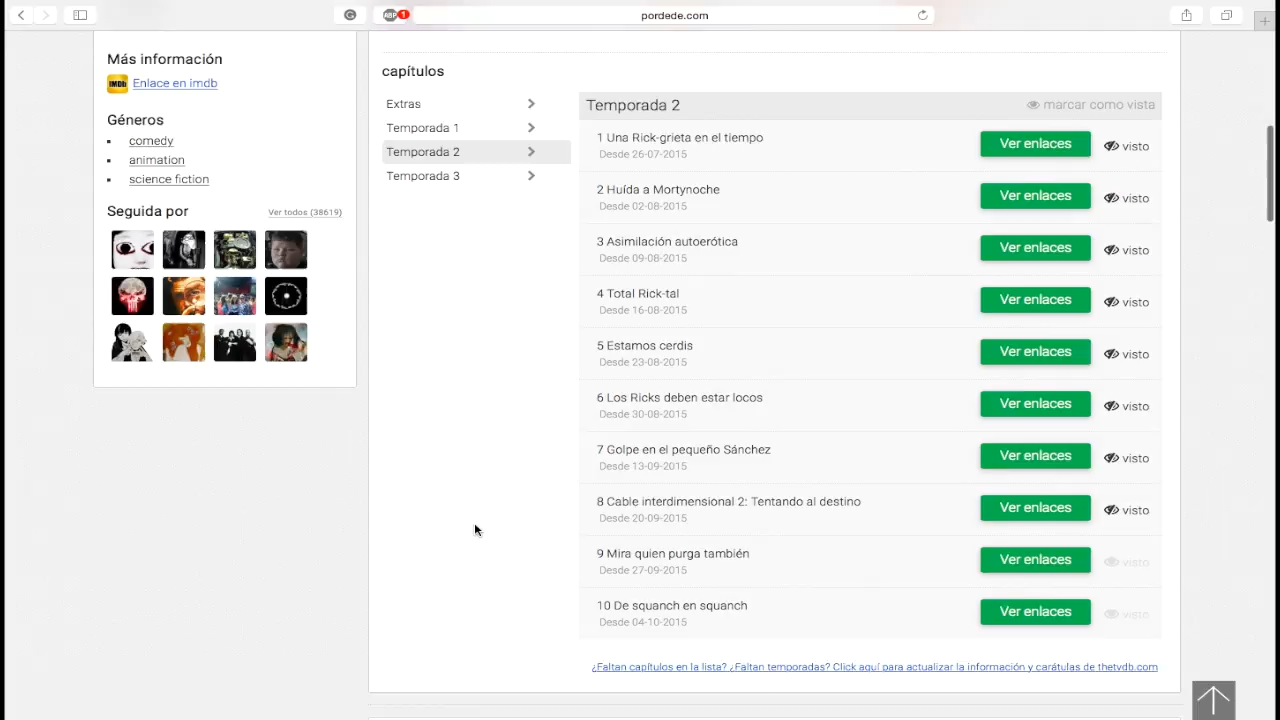 ABP 1
pordede.com
Más información
IMDb Enlace en imdb
Géneros
comedy
animation
science fiction
Seguida por
Ver todos (38619)
capítulos
Extras
Temporada 1
Temporada 2
Temporada 3
Temporada 2
marcar como vista
1 Una Rick-grieta en el tiempo
Desde 26-07-2015
Ver enlaces
visto
2 Huída a Mortynoche
Desde 02-08-2015
Ver enlaces
visto
3 Asimilación autoerótica
Desde 09-08-2015
Ver enlaces
visto
4 Total Rick-tal
Desde 16-08-2015
Ver enlaces
visto
5 Estamos cerdis
Desde 23-08-2015
Ver enlaces
visto
6 Los Ricks deben estar locos
Desde 30-08-2015
Ver enlaces
visto
7 Golpe en el pequeño Sánchez
Desde 13-09-2015
Ver enlaces
visto
8 Cable interdimensional 2: Tentando al destino
Desde 20-09-2015
Ver enlaces
visto
9 Mira quien purga también
Desde 27-09-2015
Ver enlaces
visto
10 De squanch en squanch
Desde 04-10-2015
Ver enlaces
visto
¿Faltan capítulos en la lista? ¿Faltan temporadas? Click aquí para actualizar la información y carátulas de thetvdb.com